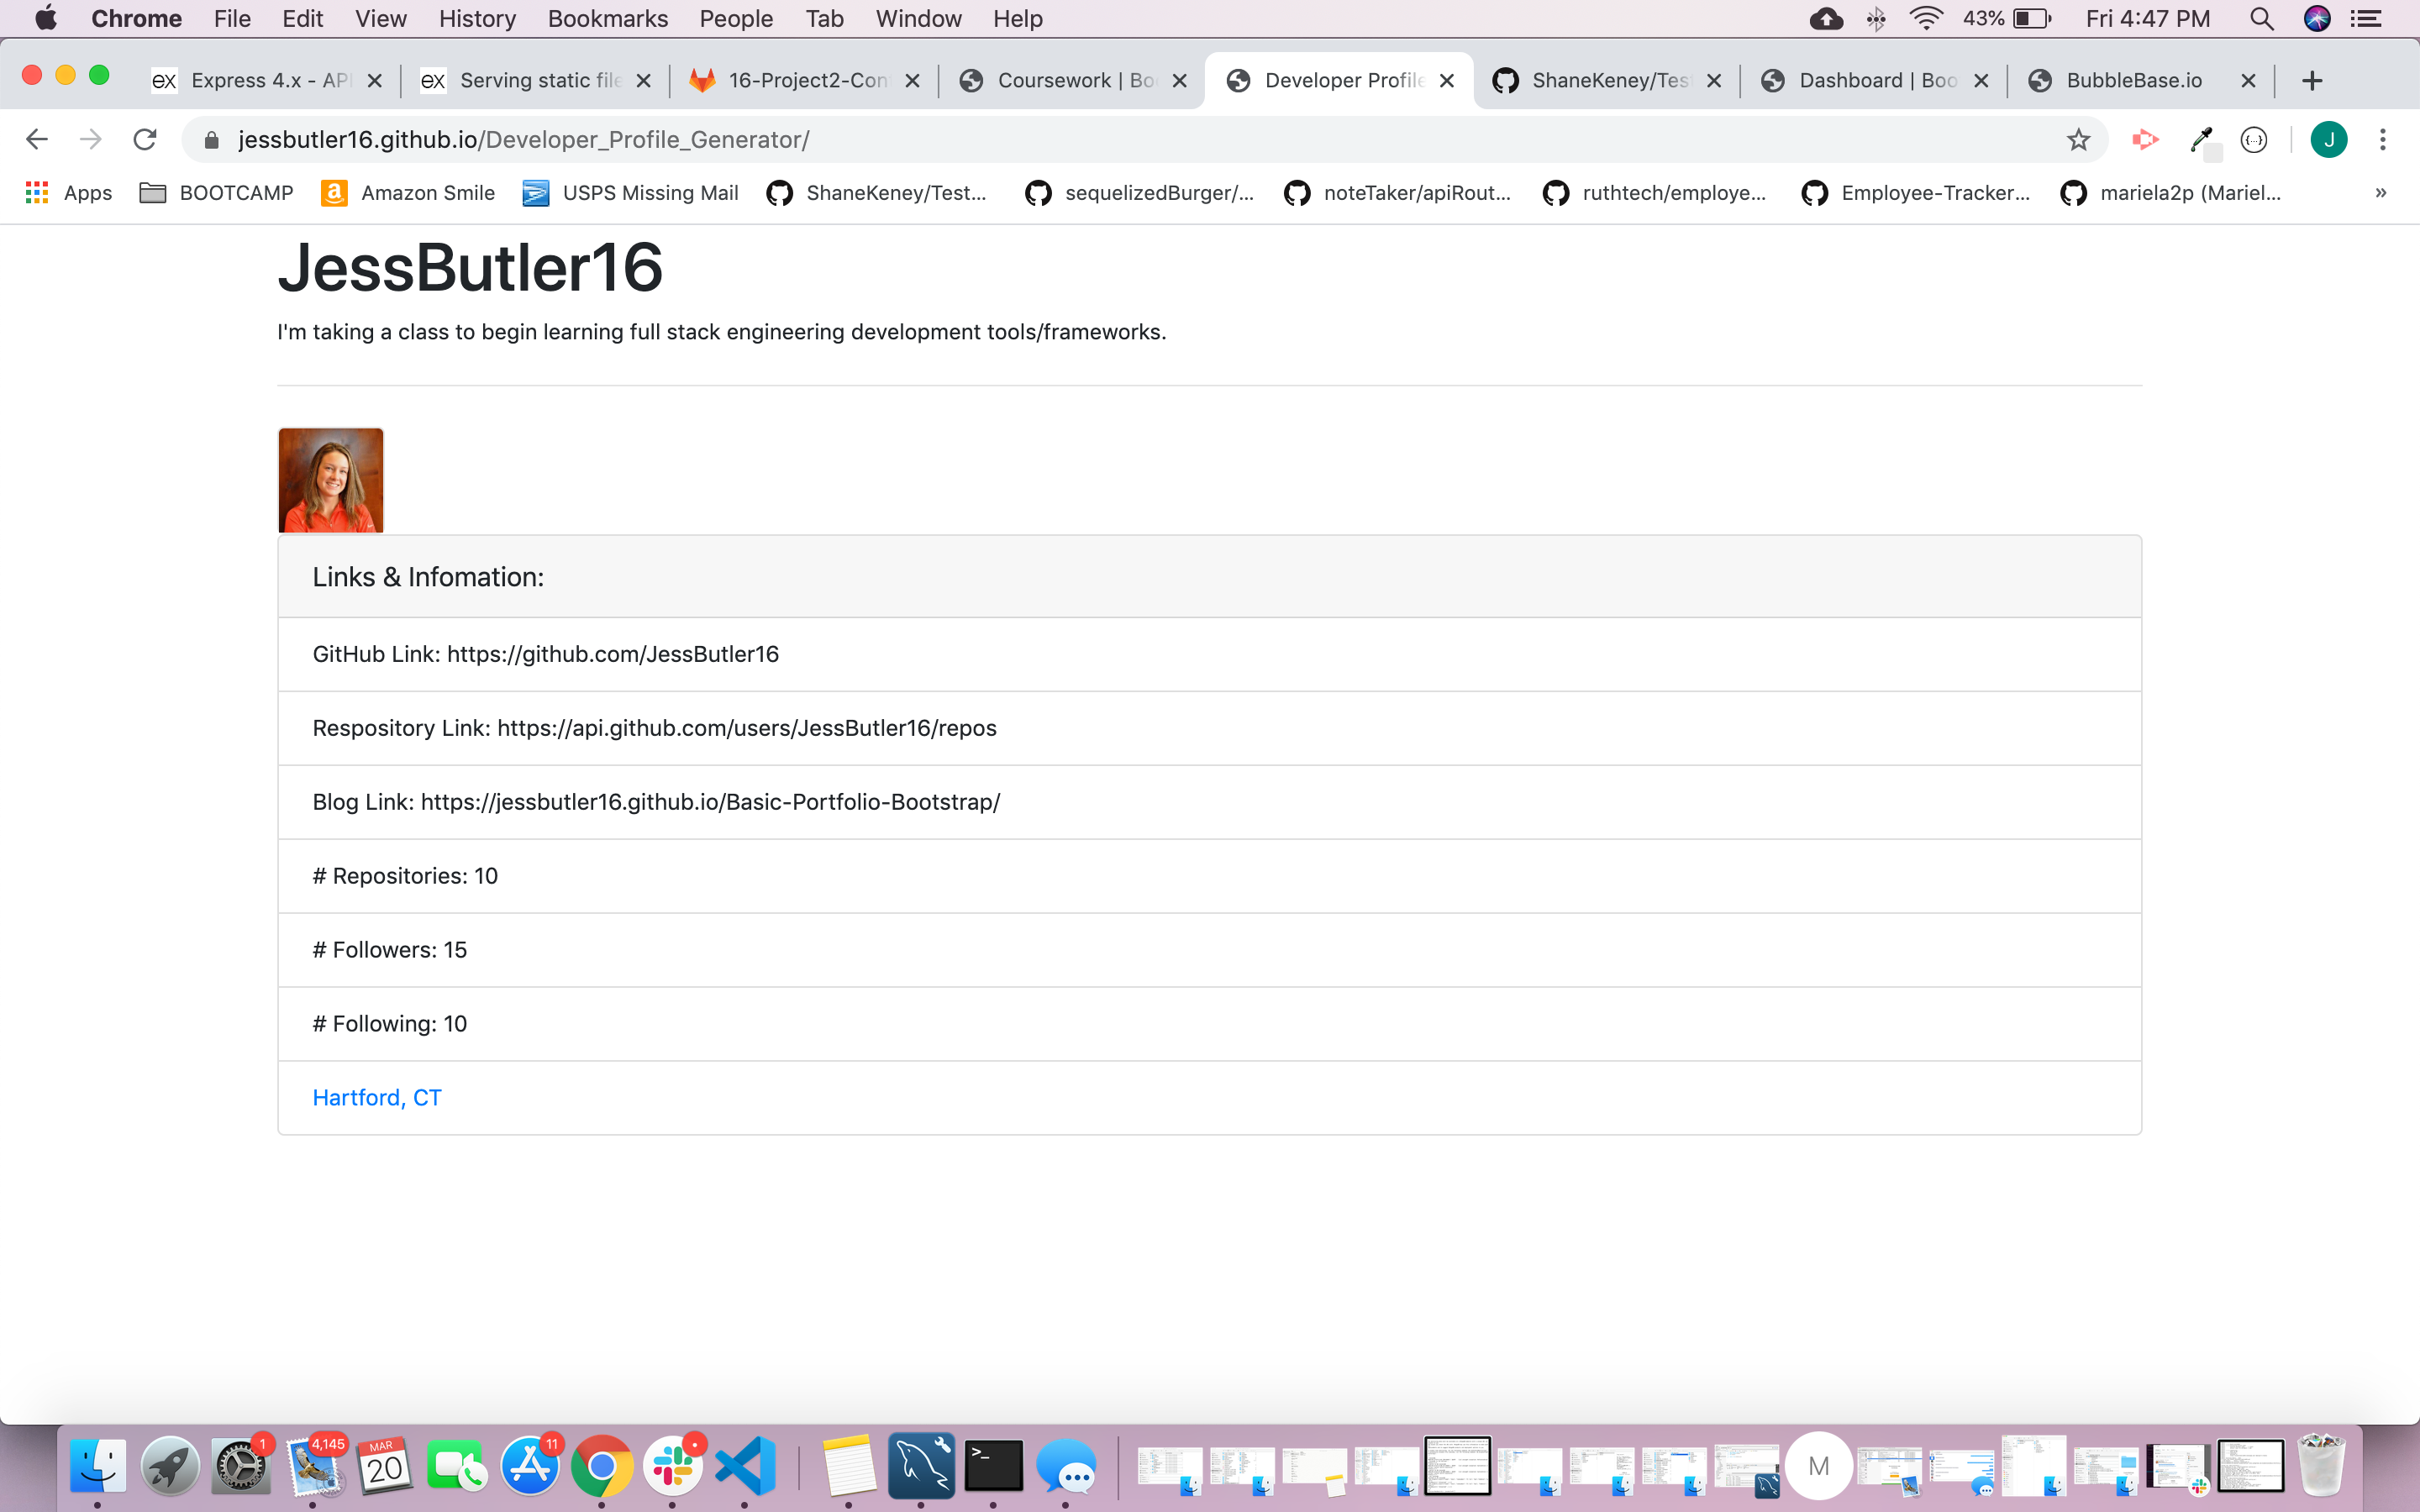 Chrome File Edit View History Bookmarks People Tab Window Help 43% Fri 4:47 PM
ex Express 4.x - API ex Serving static file 16-Project2-Con Coursework | Bo Developer Profile ShaneKeney/Test Dashboard | Boo BubbleBase.io
jessbutler16.github.io/Developer_Profile_Generator/ J
Apps BOOTCAMP Amazon Smile USPS Missing Mail ShaneKeney/Test... sequelizedBurger/... noteTaker/apiRout... ruthtech/employe... Employee-Tracker... mariela2p (Mariel... »
JessButler16
I'm taking a class to begin learning full stack engineering development tools/frameworks.
Links & Infomation:
GitHub Link: https://github.com/JessButler16
Respository Link: https://api.github.com/users/JessButler16/repos
Blog Link: https://jessbutler16.github.io/Basic-Portfolio-Bootstrap/
# Repositories: 10
# Followers: 15
# Following: 10
Hartford, CT
1 4,145 MAR 20 11 >_ M